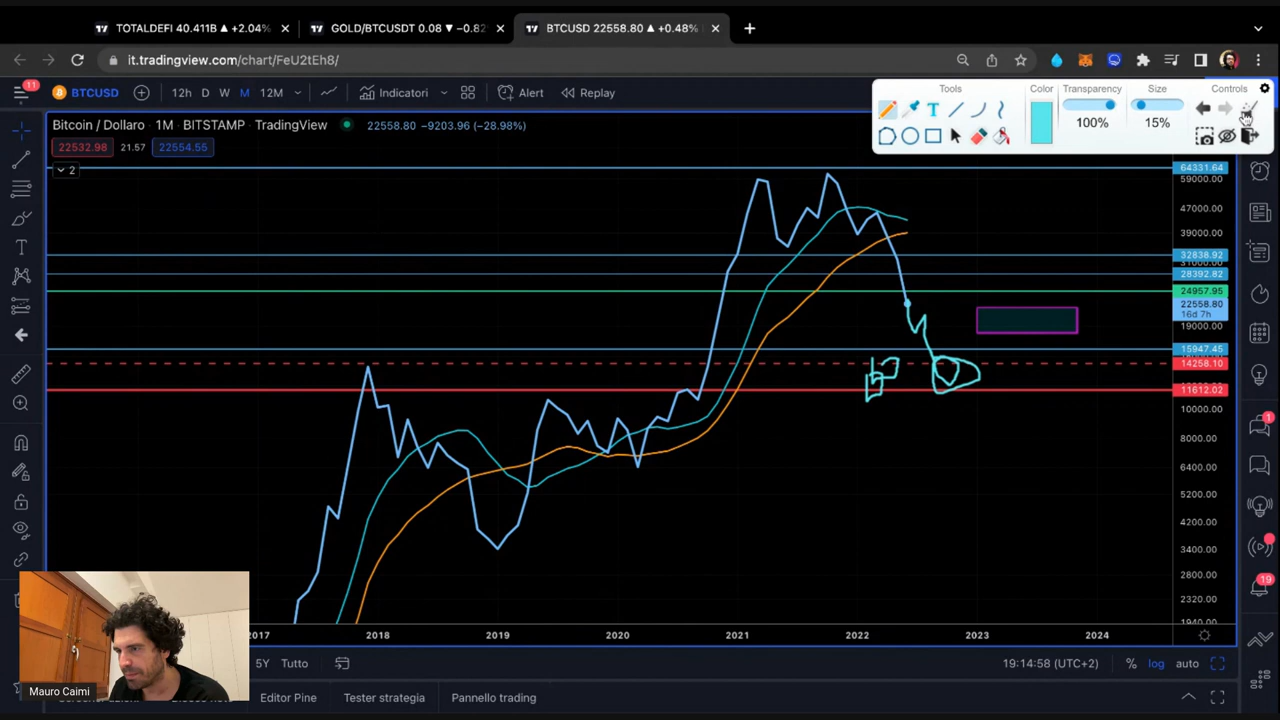 TOTALDEFI 40.411B ▲ +2.04%
GOLD/BTCUSDT 0.08 ▼ −0.82
BTCUSD 22558.80 ▲ +0.48%
it.tradingview.com/chart/FeU2tEh8/
11
BTCUSD
12h D W M 12M
Indicatori
Alert
Replay
Tools
Color
Transparency
100%
Size
15%
Controls
Bitcoin / Dollaro · 1M · BITSTAMP · TradingView
22558.80 −9203.96 (−28.98%)
22532.98 21.57 22554.55
2
64331.64
59000.00
47000.00
39000.00
32838.92
28392.82
24957.95
22558.80
16d 7h
19000.00
15947.45
14258.10
11612.02
10000.00
8000.00
6400.00
5200.00
4200.00
3400.00
2800.00
2320.00
1940.00
1
19
2017 2018 2019 2020 2021 2022 2023 2024
5Y Tutto
19:14:58 (UTC+2)
% log auto
Editor Pine
Tester strategia
Pannello trading
Mauro Caimi